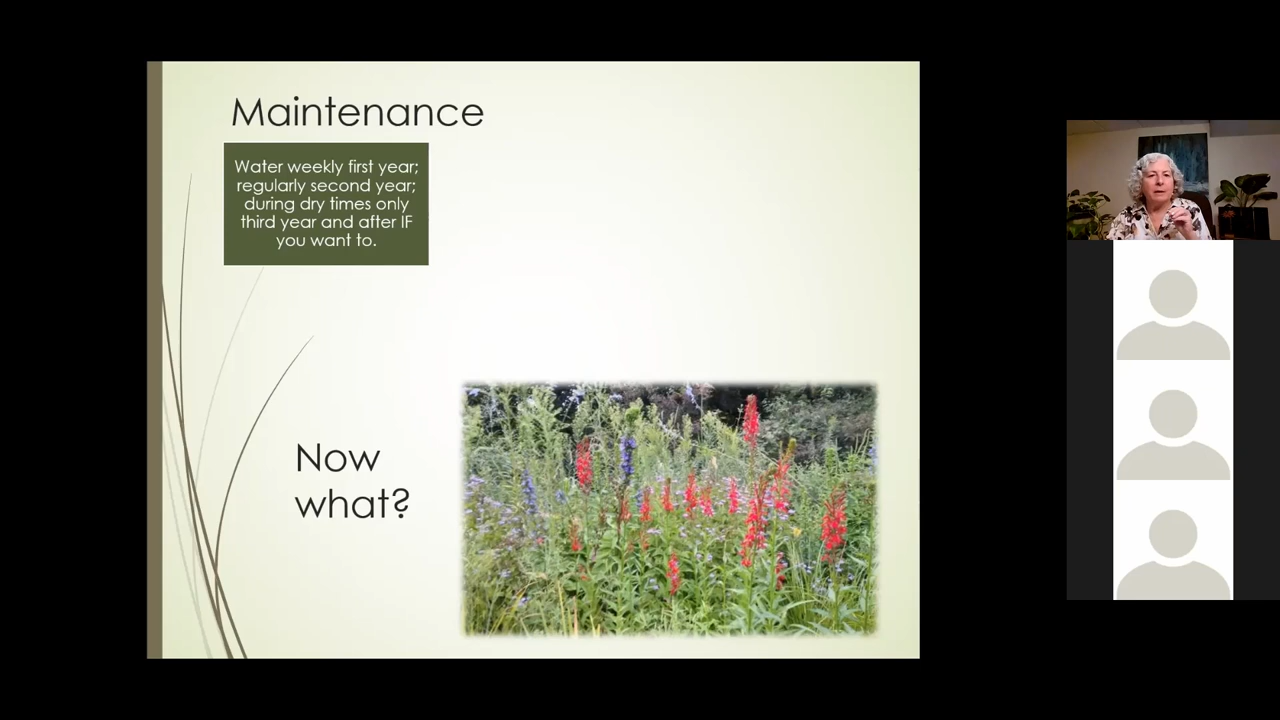 Maintenance
Water weekly first year;
regularly second year;
during dry times only
third year and after IF
you want to.
Now
what?